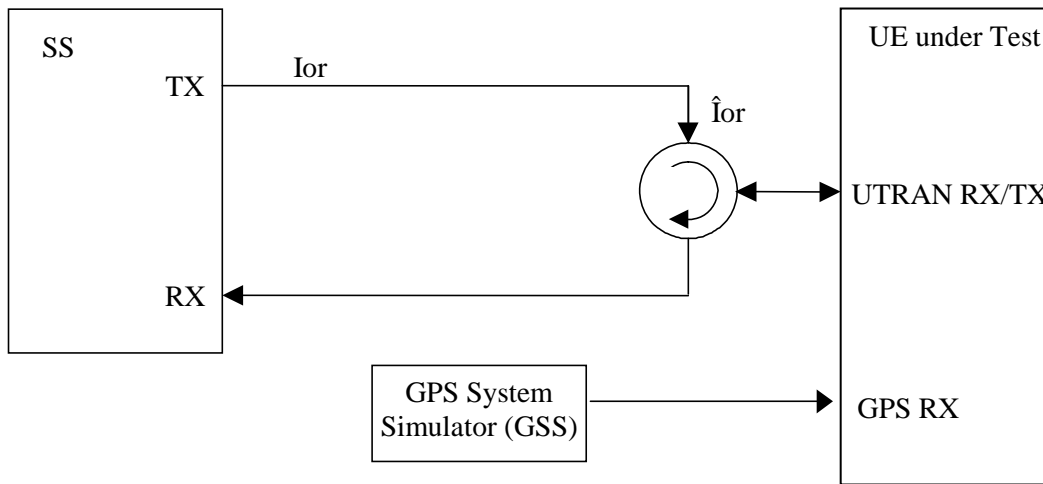 SS
UE under Test
TX
Ior
Îor
UTRAN RX/TX
RX
GPS System
Simulator (GSS)
GPS RX